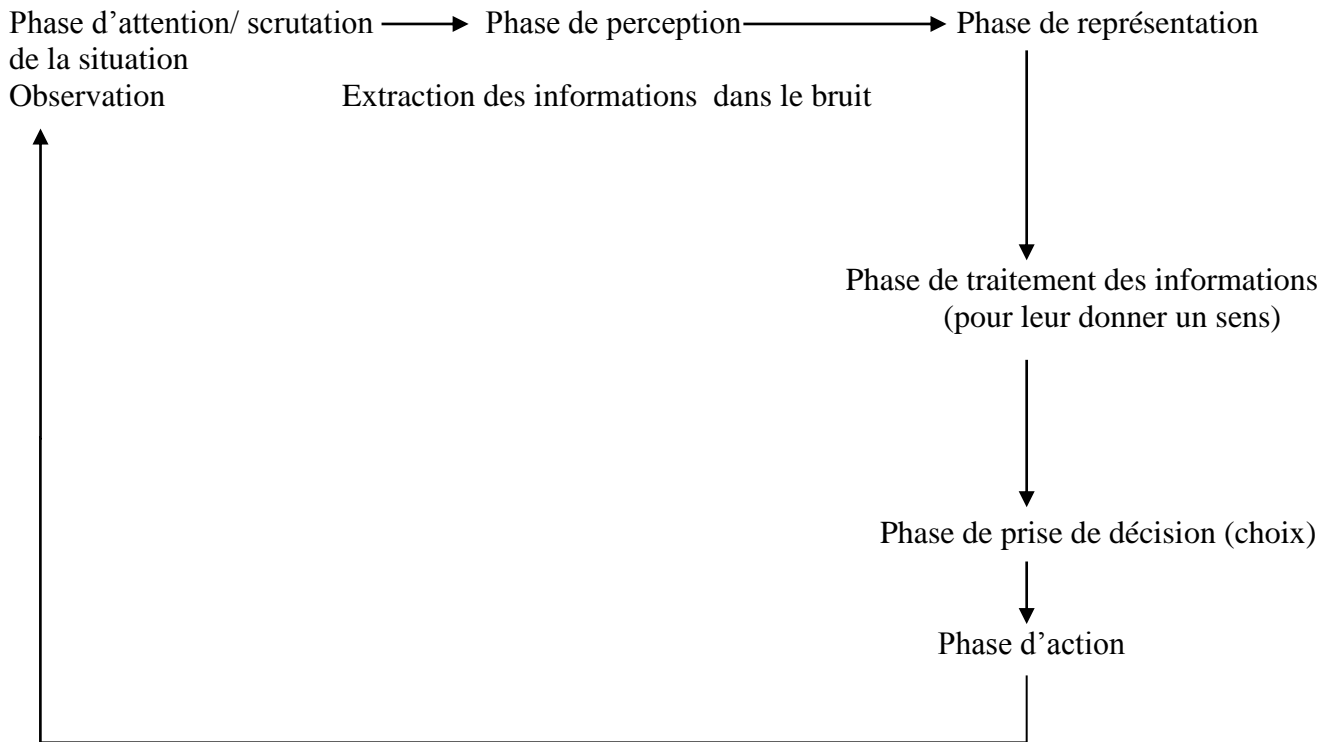 Phase d’attention/ scrutation Phase de perception Phase de représentation
de la situation
Observation Extraction des informations dans le bruit
Phase de traitement des informations
(pour leur donner un sens)
Phase de prise de décision (choix)
Phase d’action